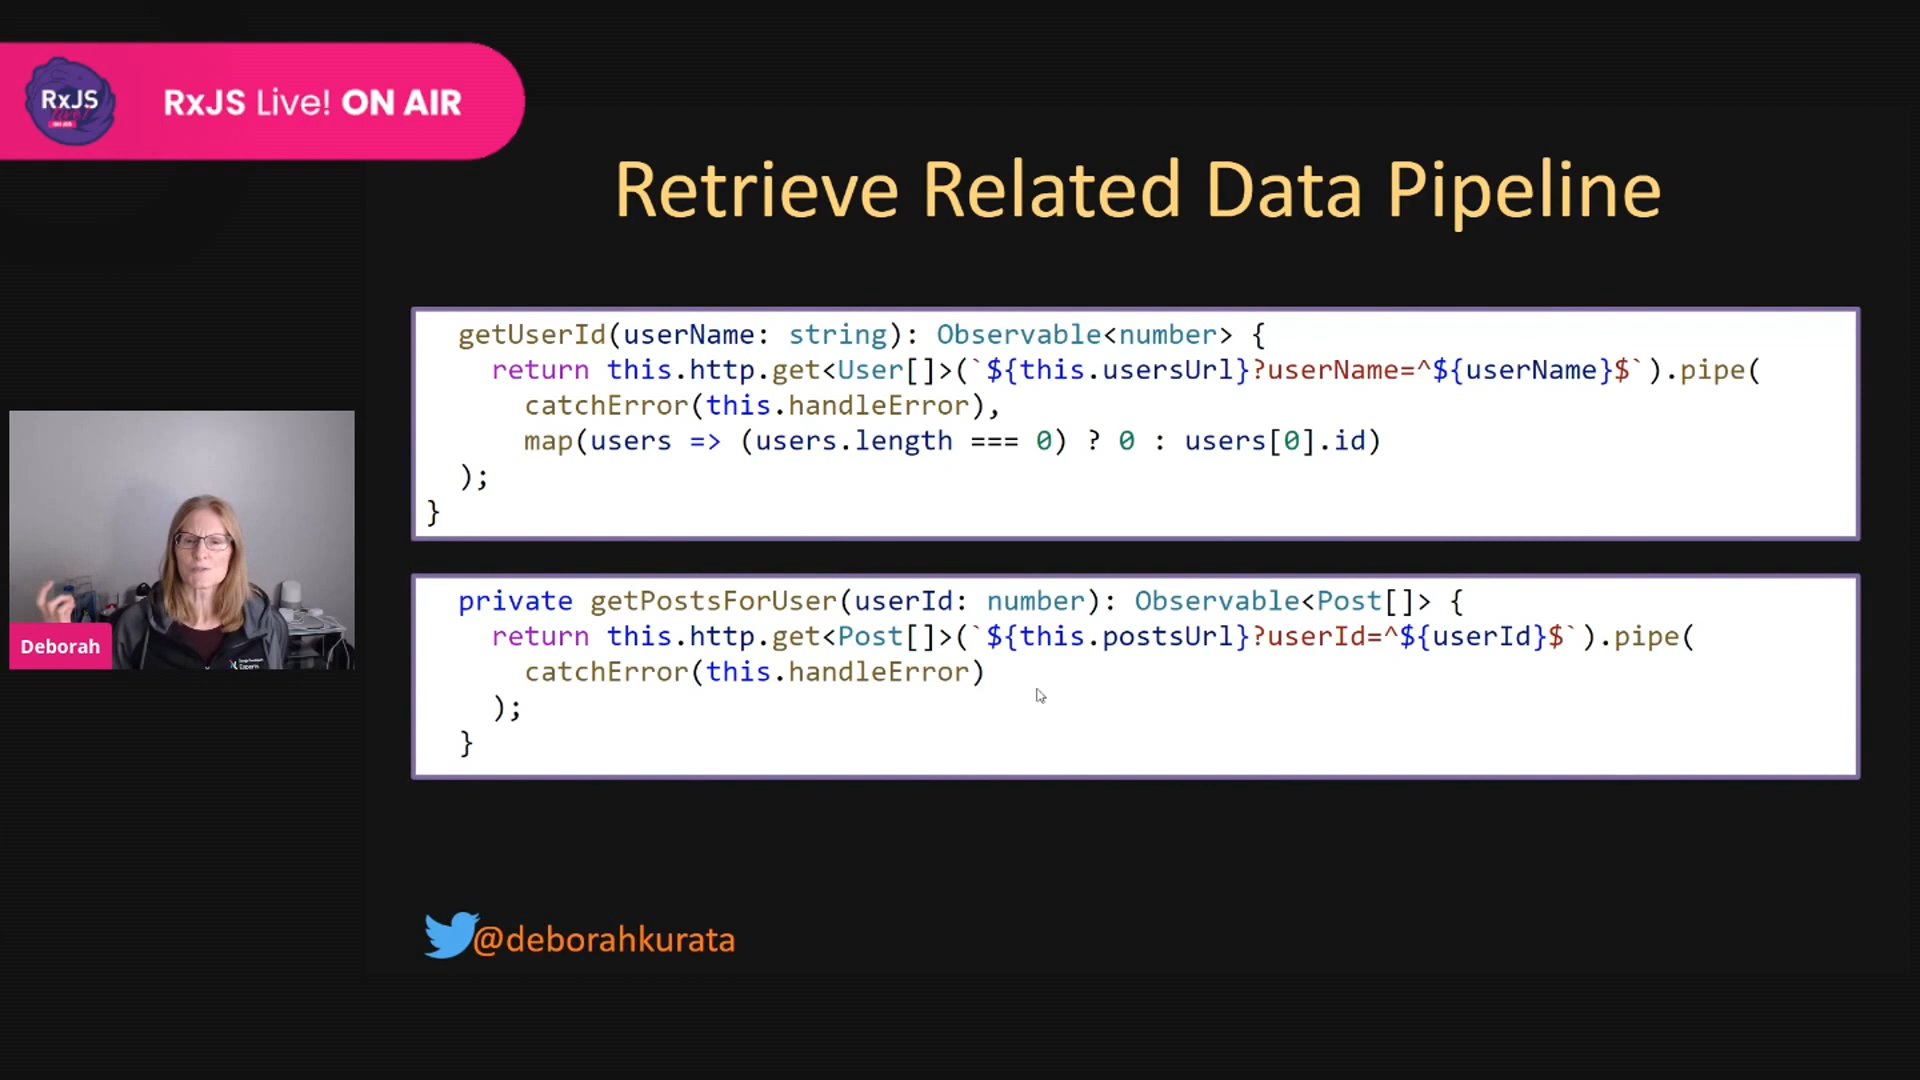 RxJS
RxJS Live! ON AIR
Retrieve Related Data Pipeline
getUserId(userName: string): Observable<number> {
return this.http.get<User[]>(`${this.usersUrl}?userName=^${userName}$`).pipe(
catchError(this.handleError),
map(users => (users.length === 0) ? 0 : users[0].id)
);
}
private getPostsForUser(userId: number): Observable<Post[]> {
return this.http.get<Post[]>(`${this.postsUrl}?userId=^${userId}$`).pipe(
catchError(this.handleError)
);
}
Deborah
@deborahkurata